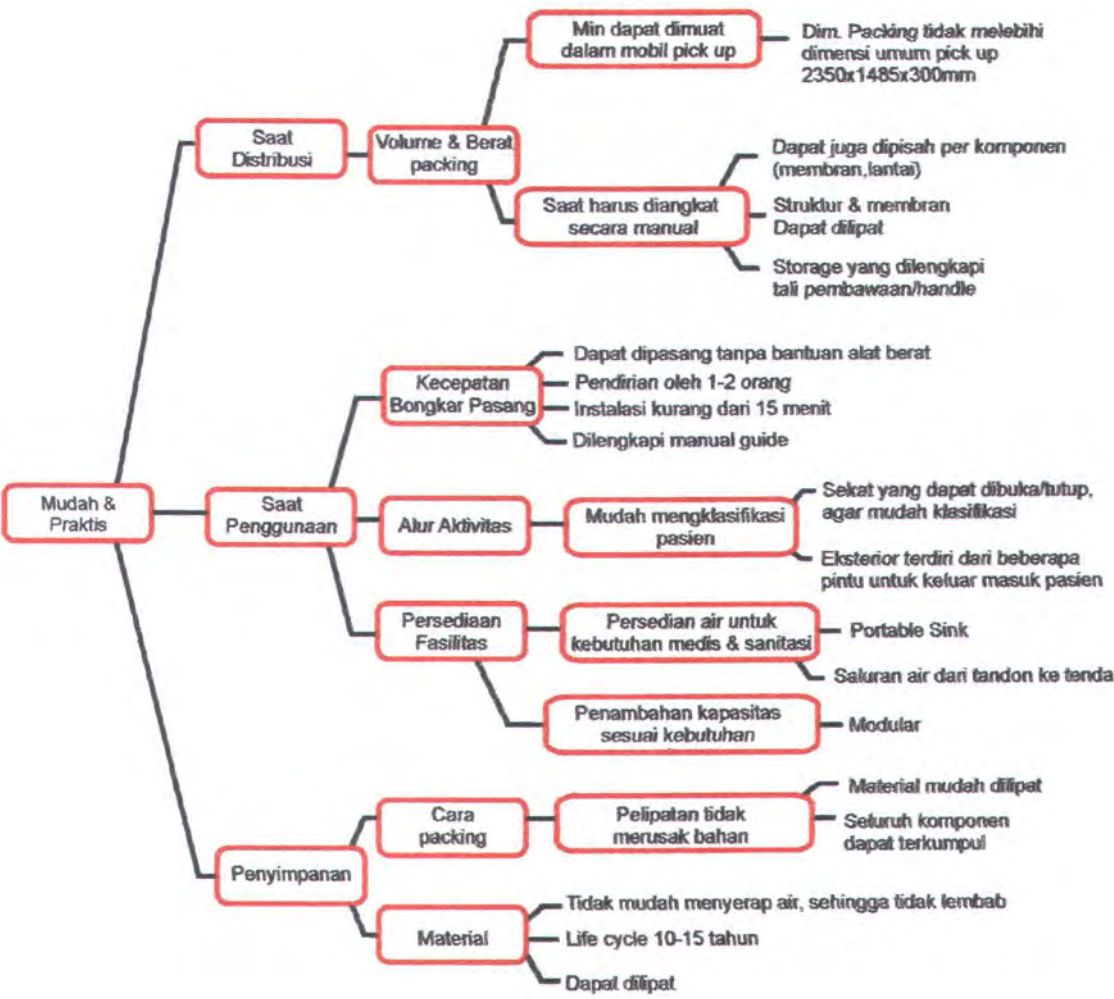 Min dapat dimuat
dalam mobil pick up
Dim. Packing tidak melebihi
dimensi umum pick up
2350x1485x300mm
Saat
Distribusi
Volume & Berat
packing
Dapat juga dipisah per komponen
(membran,lantai)
Saat harus diangkat
secara manual
Struktur & membran
Dapat dilipat
Storage yang dilengkapi
tali pembawaan/handle
Dapat dipasang tanpa bantuan alat berat
Kecepatan
Bongkar Pasang
Pendirian oleh 1-2 orang
Instalasi kurang dari 15 menit
Dilengkapi manual guide
Mudah &
Praktis
Saat
Penggunaan
Alur Aktivitas
Mudah mengklasifikasi
pasien
Sekat yang dapat dibuka/tutup,
agar mudah klasifikasi
Eksterior terdiri dari beberapa
pintu untuk keluar masuk pasien
Persediaan
Fasilitas
Persedian air untuk
kebutuhan medis & sanitasi
Portable Sink
Saluran air dari tandon ke tenda
Penambahan kapasitas
sesuai kebutuhan
Modular
Cara
packing
Pelipatan tidak
merusak bahan
Material mudah dilipat
Seluruh komponen
dapat terkumpul
Penyimpanan
Tidak mudah menyerap air, sehingga tidak lembab
Material
Life cycle 10-15 tahun
Dapat dilipat